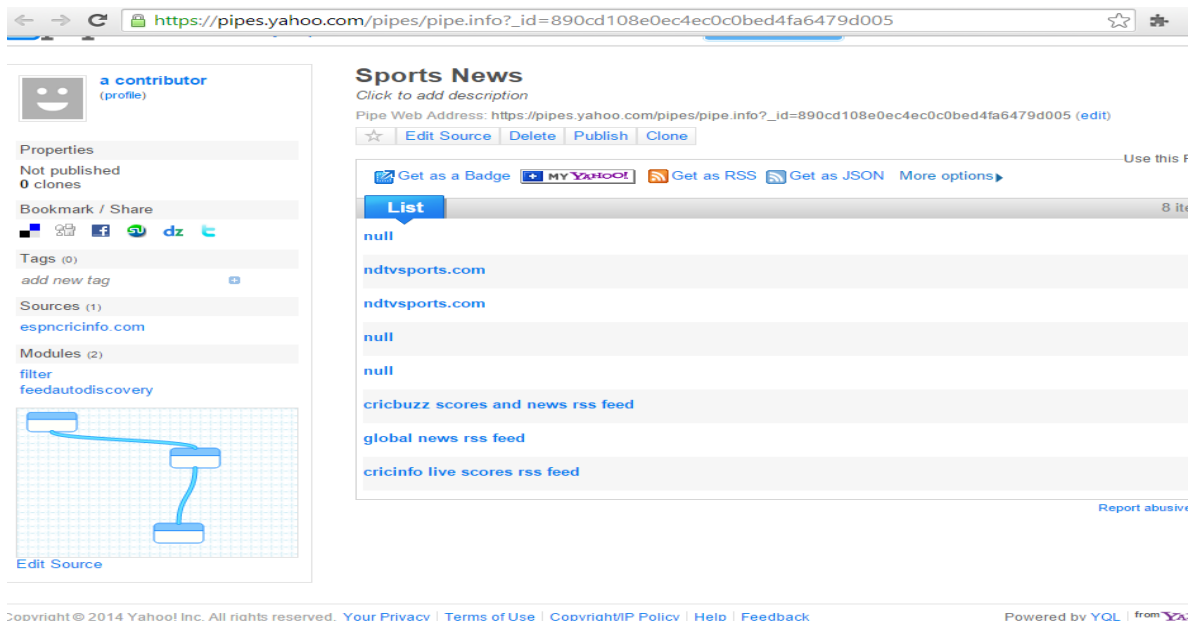 https://pipes.yahoo.com/pipes/pipe.info?_id=890cd108e0ec4ec0c0bed4fa6479d005
a contributor
(profile)
Properties
Not published
0 clones
Bookmark / Share
dz
Tags (0)
add new tag
Sources (1)
espncricinfo.com
Modules (2)
filter
feedautodiscovery
Edit Source
Sports News
Click to add description
Pipe Web Address: https://pipes.yahoo.com/pipes/pipe.info?_id=890cd108e0ec4ec0c0bed4fa6479d005 (edit)
Edit Source Delete Publish Clone
Use this
Get as a Badge MY YAHOO! Get as RSS Get as JSON More options
List 8
null
ndtvsports.com
ndtvsports.com
null
null
cricbuzz scores and news rss feed
global news rss feed
cricinfo live scores rss feed
Report abusive
Copyright © 2014 Yahoo! Inc. All rights reserved. Your Privacy | Terms of Use | Copyright/IP Policy | Help | Feedback Powered by YQL | from